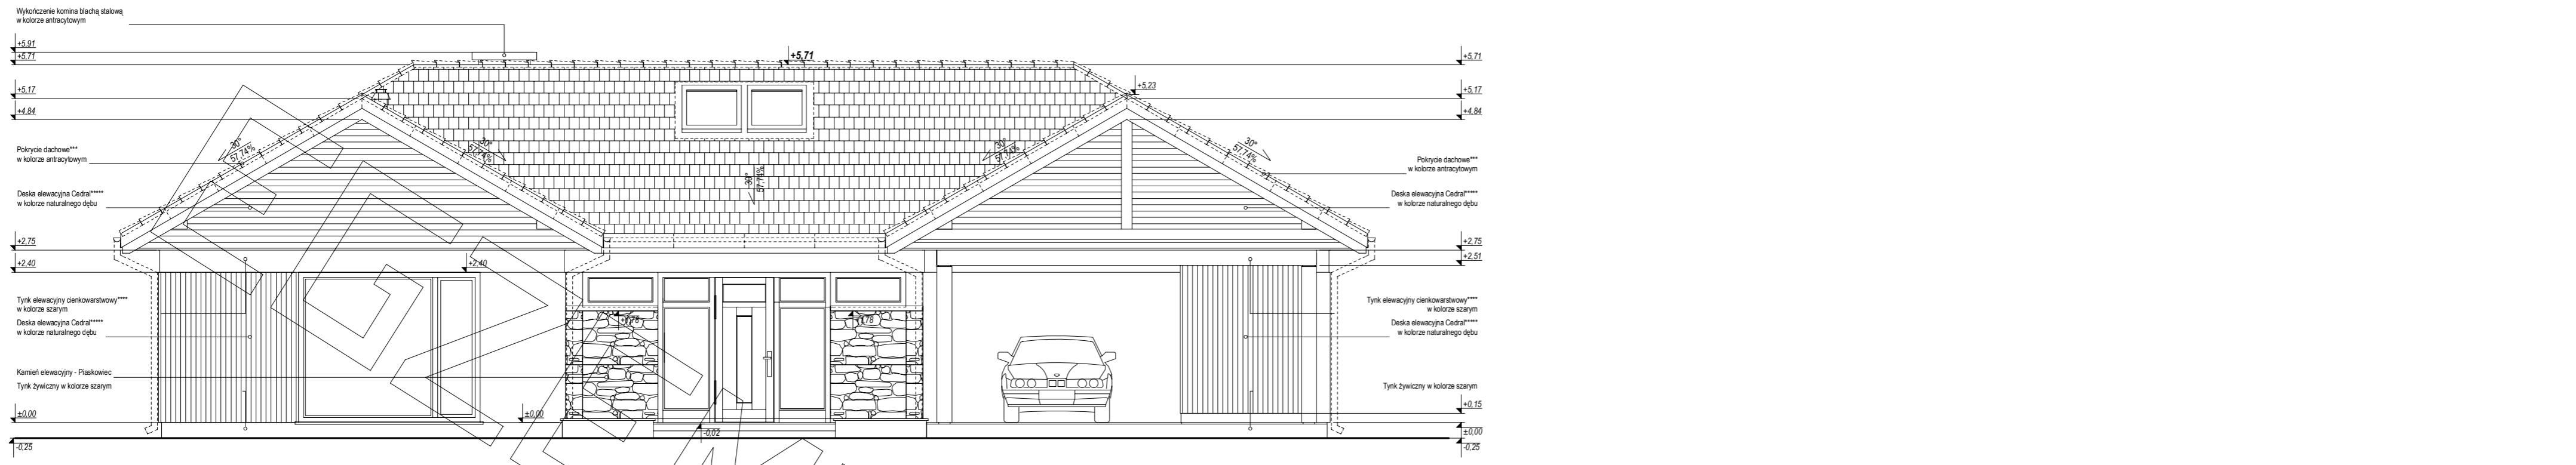 Wykończenie komina blachą stalową
w kolorze antracytowym
+5,91
+5,71
+5,17
+4,84
Pokrycie dachowe***
w kolorze antracytowym
Deska elewacyjna Cedral*****
w kolorze naturalnego dębu
+2,75
+2,40
Tynk elewacyjny cienkowarstwowy****
w kolorze szarym
Deska elewacyjna Cedral*****
w kolorze naturalnego dębu
Kamień elewacyjny - Piaskowiec
Tynk żywiczny w kolorze szarym
±0,00
-0,25
30°
57,74%
30°
57,74%
+5,71
30°
57,74%
30°
57,74%
+5,23
30°
57,74%
+2,40
+1,78
+1,78
±0,00
-0,02
+5,71
+5,17
+4,84
Pokrycie dachowe***
w kolorze antracytowym
Deska elewacyjna Cedral*****
w kolorze naturalnego dębu
+2,75
+2,51
Tynk elewacyjny cienkowarstwowy****
w kolorze szarym
Deska elewacyjna Cedral*****
w kolorze naturalnego dębu
Tynk żywiczny w kolorze szarym
+0,15
±0,00
-0,25